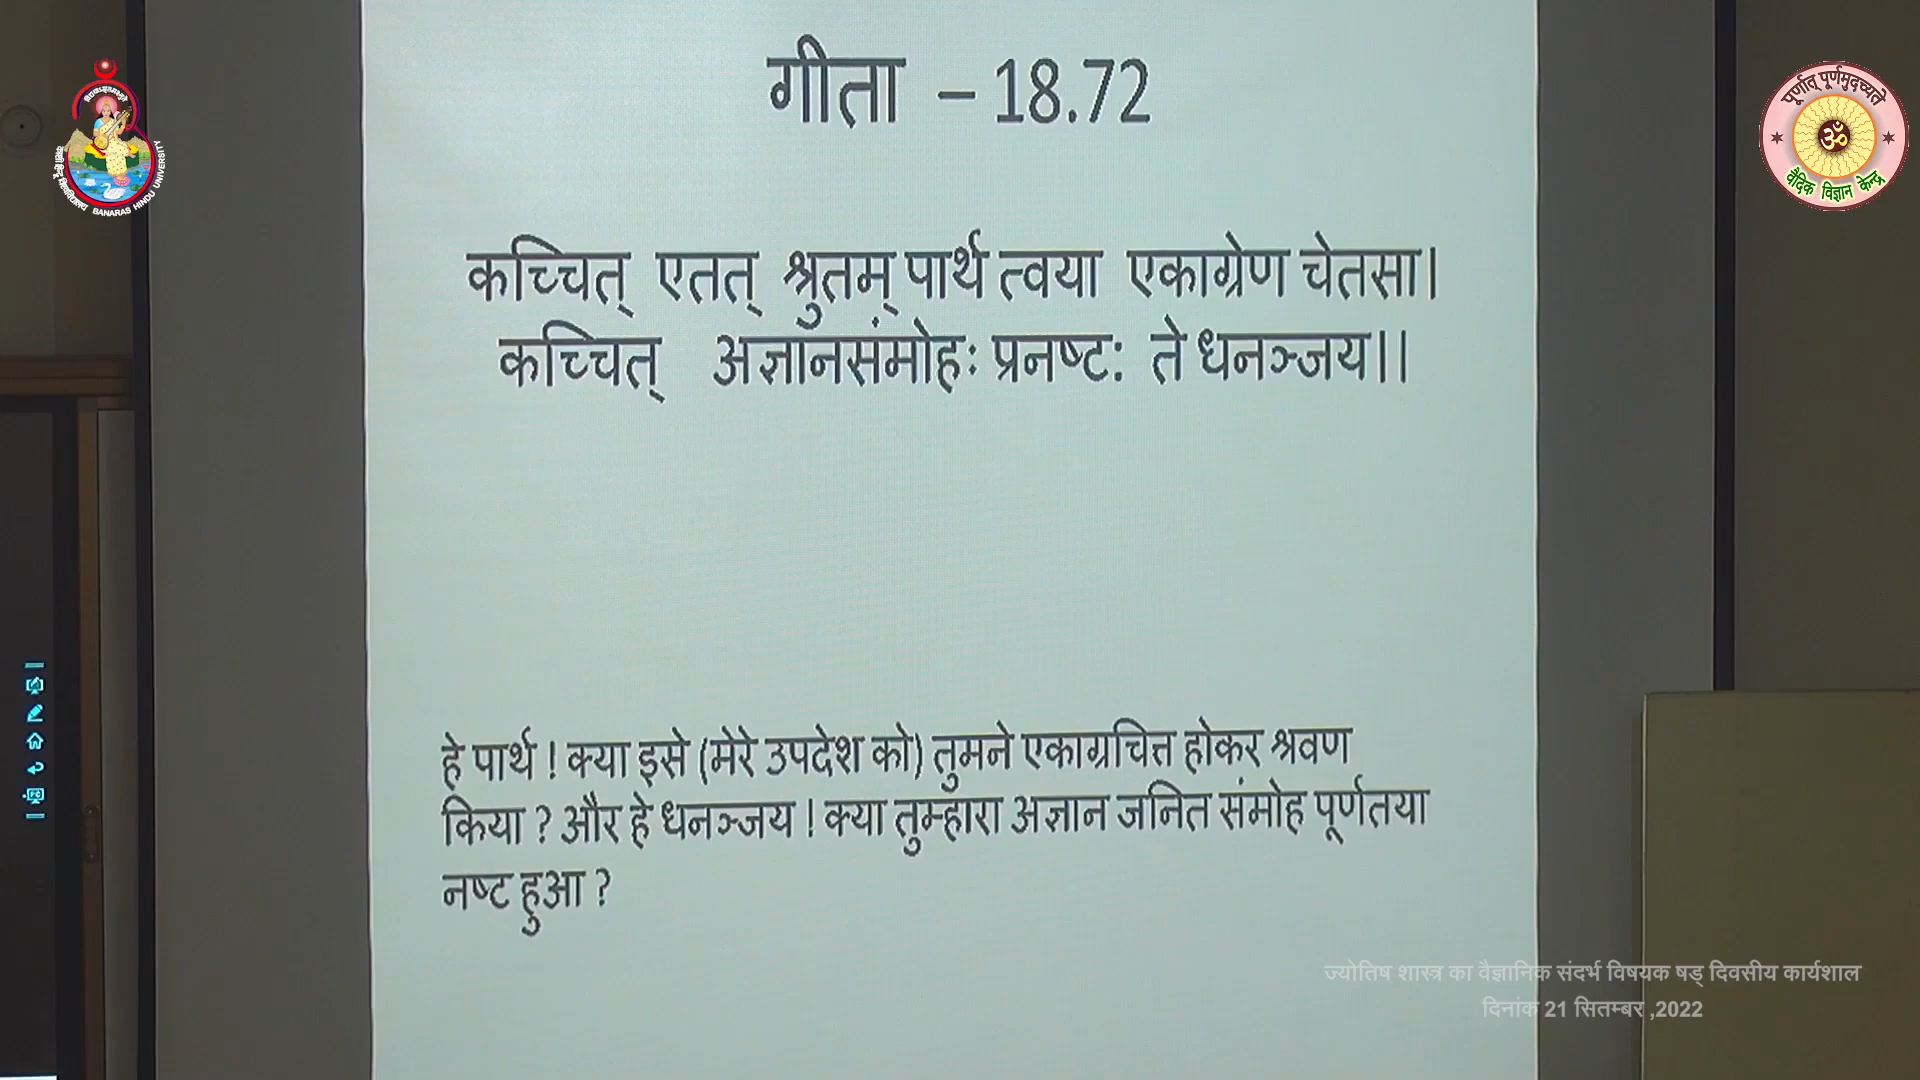 गीता – 18.72
कच्चित् एतत् श्रुतम् पार्थ त्वया एकाग्रेण चेतसा।
कच्चित् अज्ञानसंमोहः प्रनष्ट: ते धनञ्जय।।
हे पार्थ ! क्या इसे (मेरे उपदेश को) तुमने एकाग्रचित्त होकर श्रवण
किया ? और हे धनञ्जय ! क्या तुम्हारा अज्ञान जनित संमोह पूर्णतया
नष्ट हुआ ?
BANARAS HINDU UNIVERSITY
पूर्णात् पूर्णमुदच्यते
ॐ
वैदिक विज्ञान केन्द्र
ज्योतिष शास्त्र का वैज्ञानिक संदर्भ विषयक षड् दिवसीय कार्यशाल
दिनांक 21 सितम्बर ,2022